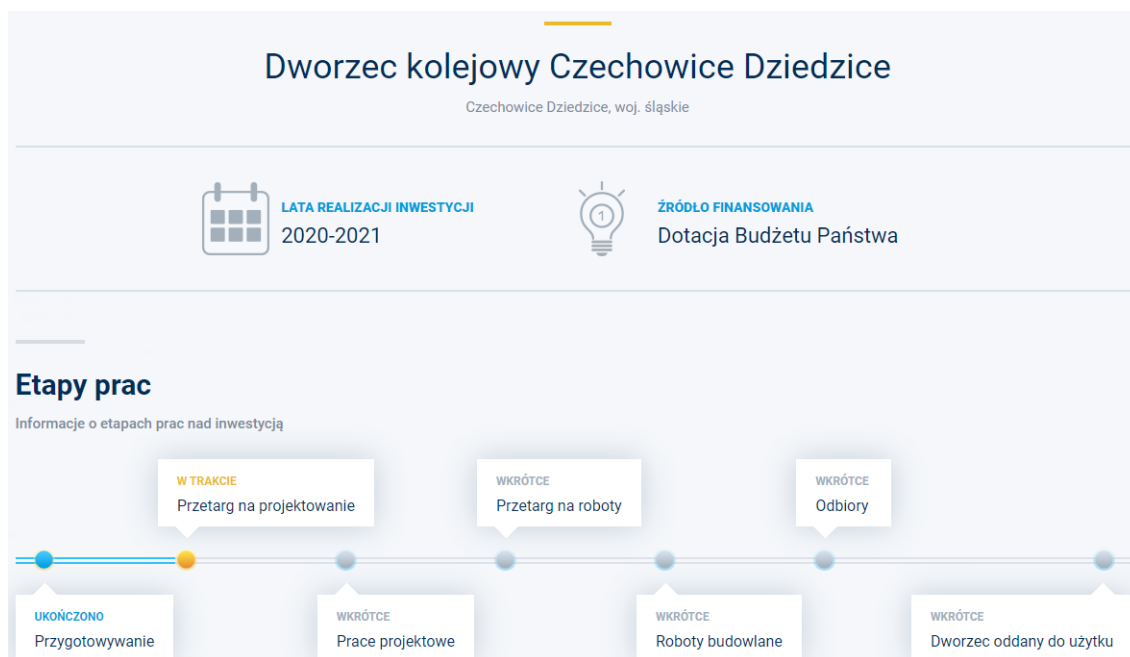 Dworzec kolejowy Czechowice Dziedzice
Czechowice Dziedzice, woj. śląskie
LATA REALIZACJI INWESTYCJI
2020-2021
1
ŹRÓDŁO FINANSOWANIA
Dotacja Budżetu Państwa
Etapy prac
Informacje o etapach prac nad inwestycją
UKOŃCZONO
Przygotowywanie
W TRAKCIE
Przetarg na projektowanie
WKRÓTCE
Prace projektowe
WKRÓTCE
Przetarg na roboty
WKRÓTCE
Roboty budowlane
WKRÓTCE
Odbiory
WKRÓTCE
Dworzec oddany do użytku